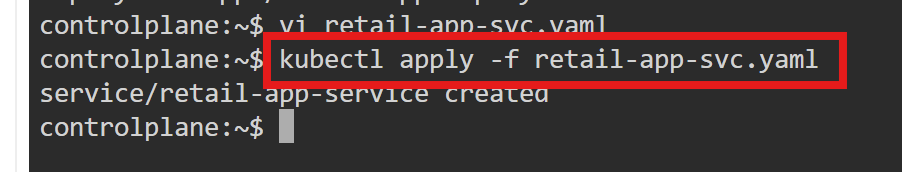 controlplane:~$ vi retail-app-svc.yaml
controlplane:~$ kubectl apply -f retail-app-svc.yaml
service/retail-app-service created
controlplane:~$